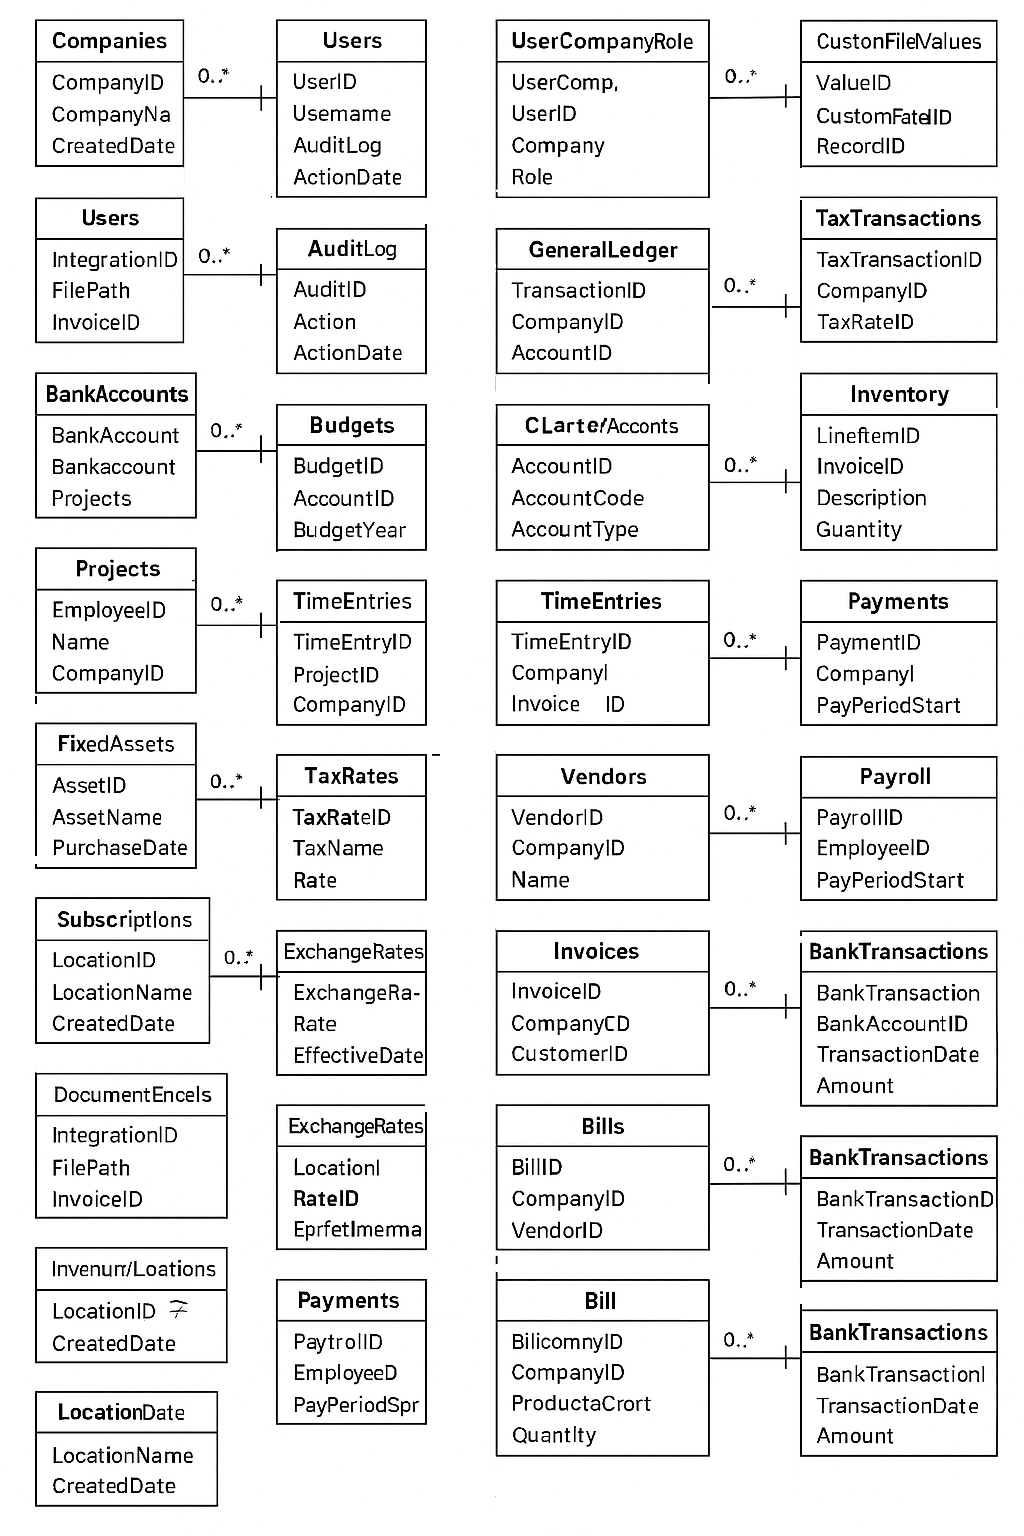 Companies
CompanyID
CompanyNa
CreatedDate
0..*
Users
UserID
Usemame
AuditLog
ActionDate
Users
IntegrationID
FilePath
InvoiceID
0..*
AuditLog
AuditID
Action
ActionDate
BankAccounts
BankAccount
Bankaccount
Projects
0..*
Budgets
BudgetID
AccountID
BudgetYear
Projects
EmployeeID
Name
CompanyID
0..*
TimeEntries
TimeEntryID
ProjectID
CompanyID
FixedAssets
AssetID
AssetName
PurchaseDate
0..*
TaxRates
TaxRateID
TaxName
Rate
Subscriptions
LocationID
LocationName
CreatedDate
0..*
ExchangeRates
ExchangeRa-
Rate
EffectiveDate
DocumentEncels
IntegrationID
FilePath
InvoiceID
ExchangeRates
LocationI
RateID
EprfetImerma
Invenurr/Loations
LocationID
CreatedDate
Payments
PaytrolID
EmployeeD
PayPeriodSpr
LocationDate
LocationName
CreatedDate
UserCompanyRole
UserComp,
UserID
Company
Role
0..*
CustonFileValues
ValueID
CustomFateIID
RecordID
GeneralLedger
TransactionID
CompanyID
AccountID
0..*
TaxTransactions
TaxTransactionID
CompanyID
TaxRateID
CLarte/Acconts
AccountID
AccountCode
AccountType
0..*
Inventory
LineftemID
InvoiceID
Description
Guantity
TimeEntries
TimeEntryID
CompanyI
Invoice ID
0..*
Payments
PaymentID
CompanyI
PayPeriodStart
Vendors
VendorID
CompanyID
Name
0..*
Payroll
PayrollID
EmployeeID
PayPeriodStart
Invoices
InvoiceID
CompanyCD
CustomerID
0..*
BankTransactions
BankTransaction
BankAccountID
TransactionDate
Amount
Bills
BillID
CompanyID
VendorID
0..*
BankTransactions
BankTransactionD
TransactionDate
Amount
Bill
BilicomnyID
CompanyID
ProductaCrort
Quantity
0..*
BankTransactions
BankTransactionI
TransactionDate
Amount